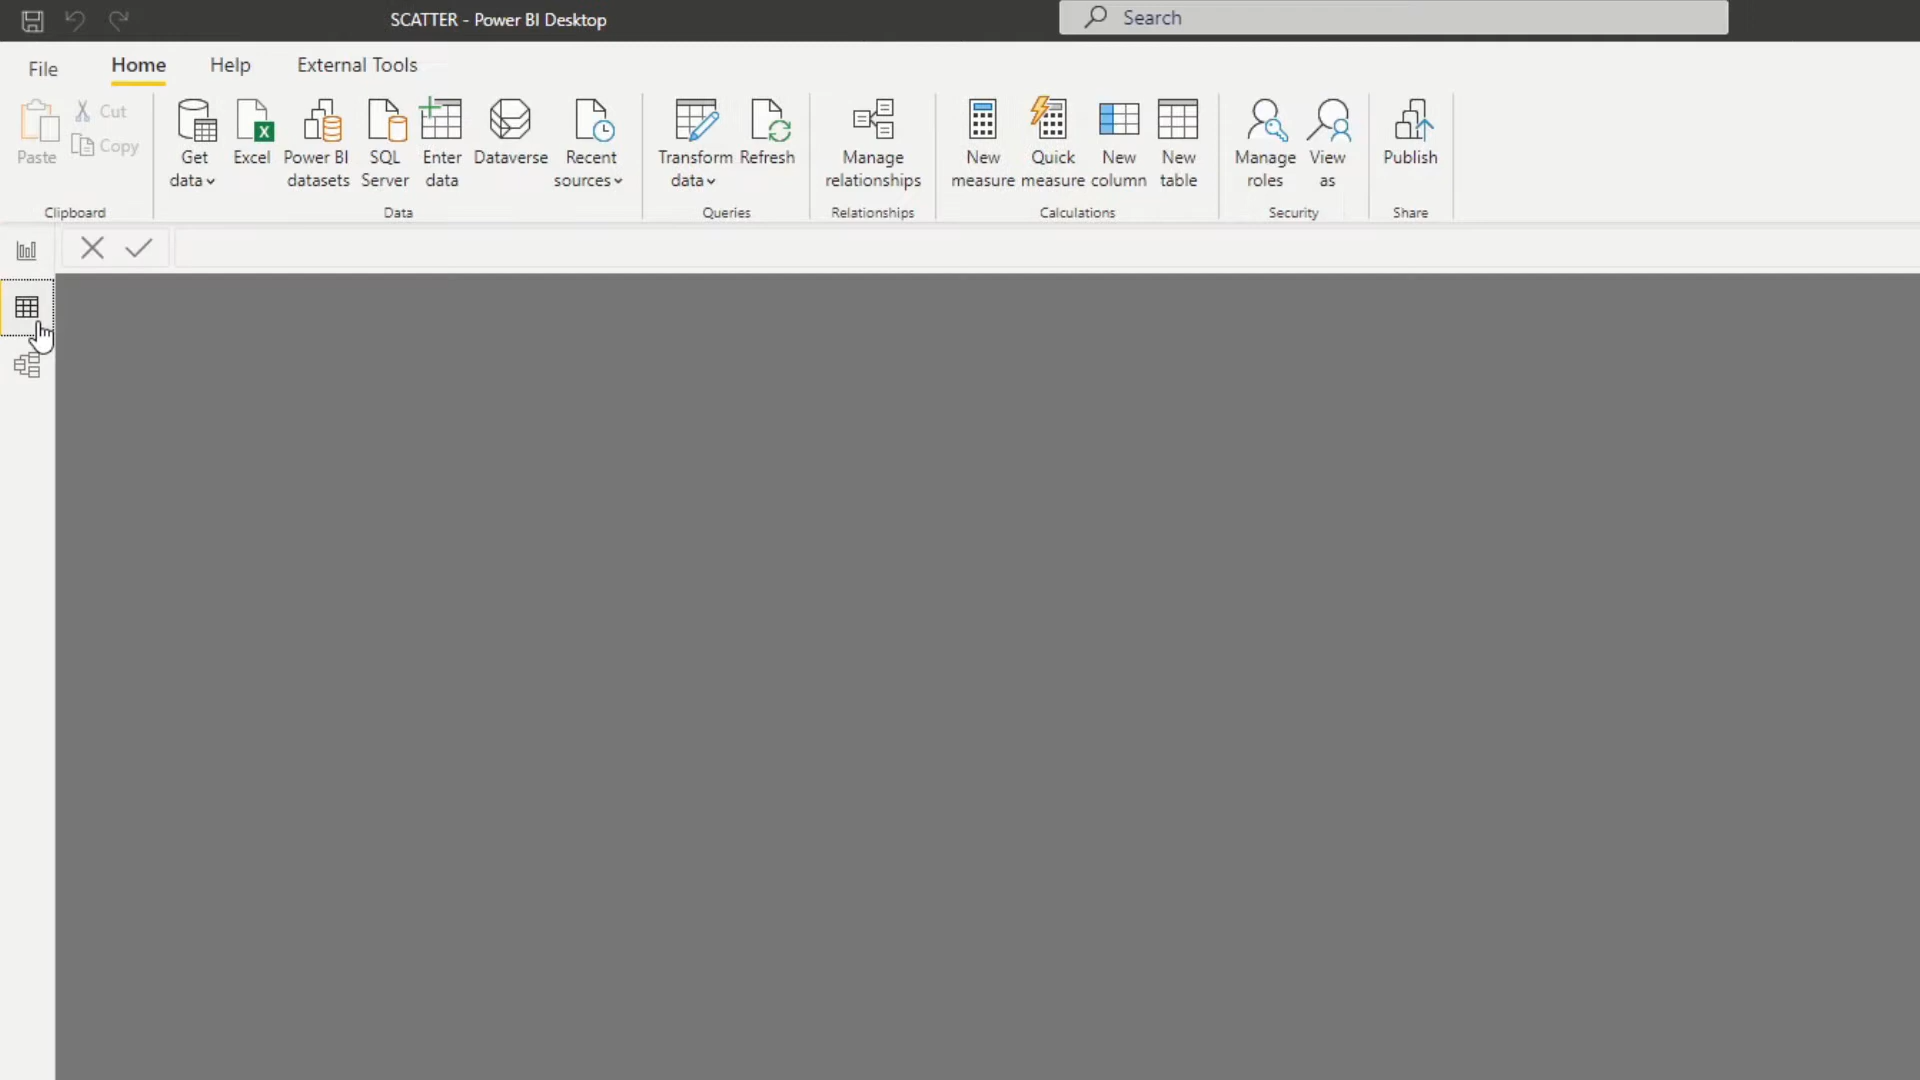 SCATTER - Power BI Desktop
Search
File Home Help External Tools
Paste
Cut
Copy
Clipboard
Get data
Excel
Power BI datasets
SQL Server
Enter data
Dataverse
Recent sources
Data
Transform data
Refresh
Queries
Manage relationships
Relationships
New measure
Quick measure
New column
New table
Calculations
Manage roles
View as
Security
Publish
Share